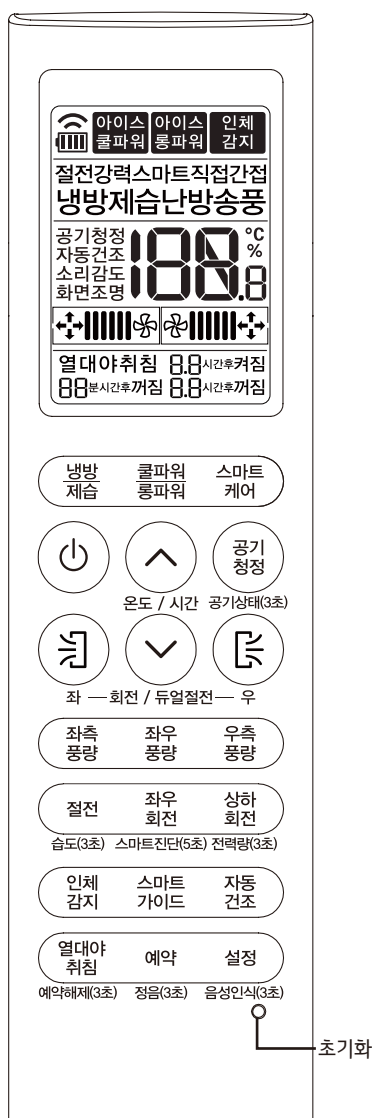 아이스 아이스 인체
쿨파워 롱파워 감지
절전강력스마트직접간접
냉방제습난방송풍
공기청정 188.8 °C
자동건조 %
소리감도
화면조명
열대야취침 8.8시간후켜짐
88분시간후꺼짐 8.8시간후꺼짐
냉방 쿨파워 스마트
제습 롱파워 케어
공기
청정
온도 / 시간 공기상태(3초)
좌 회전 / 듀얼절전 우
좌측 좌우 우측
풍량 풍량 풍량
절전 좌우 상하
회전 회전
습도(3초) 스마트진단(5초) 전력량(3초)
인체 스마트 자동
감지 가이드 건조
열대야 예약 설정
취침
예약해제(3초) 정음(3초) 음성인식(3초)
초기화